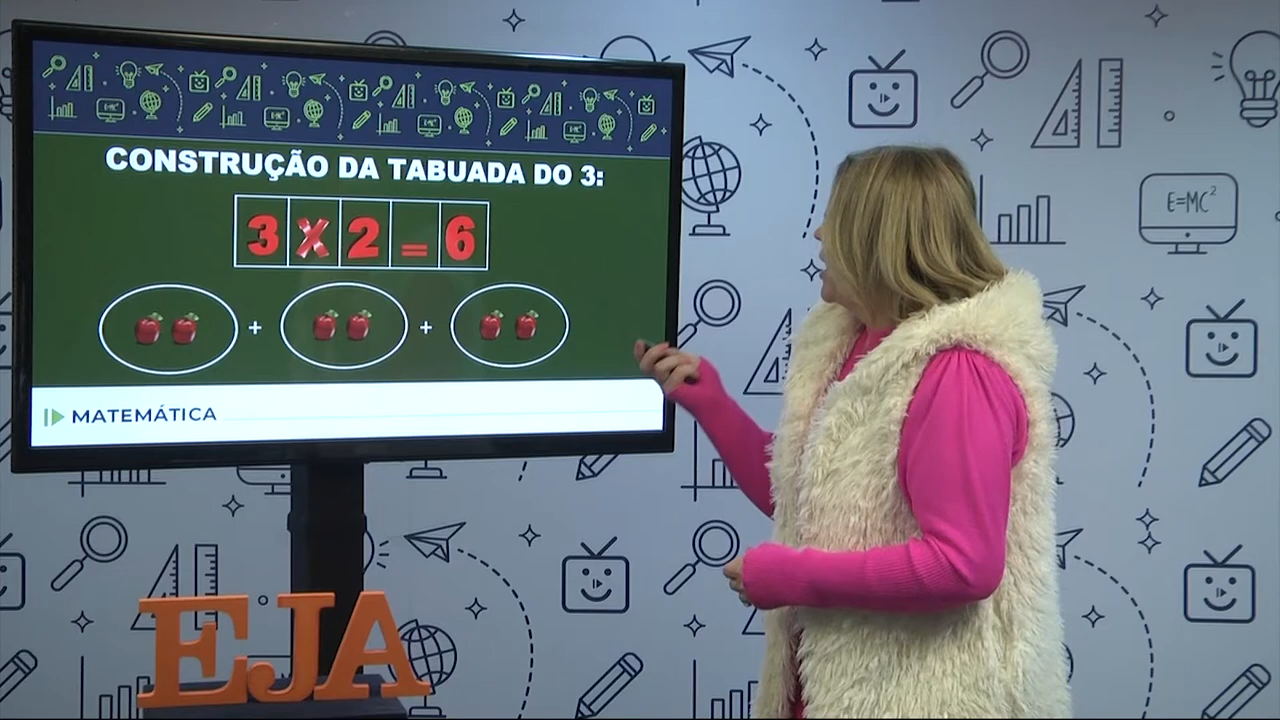 CONSTRUÇÃO DA TABUADA DO 3:
3 X 2 = 6
+ +
MATEMÁTICA
E=MC²
EJA